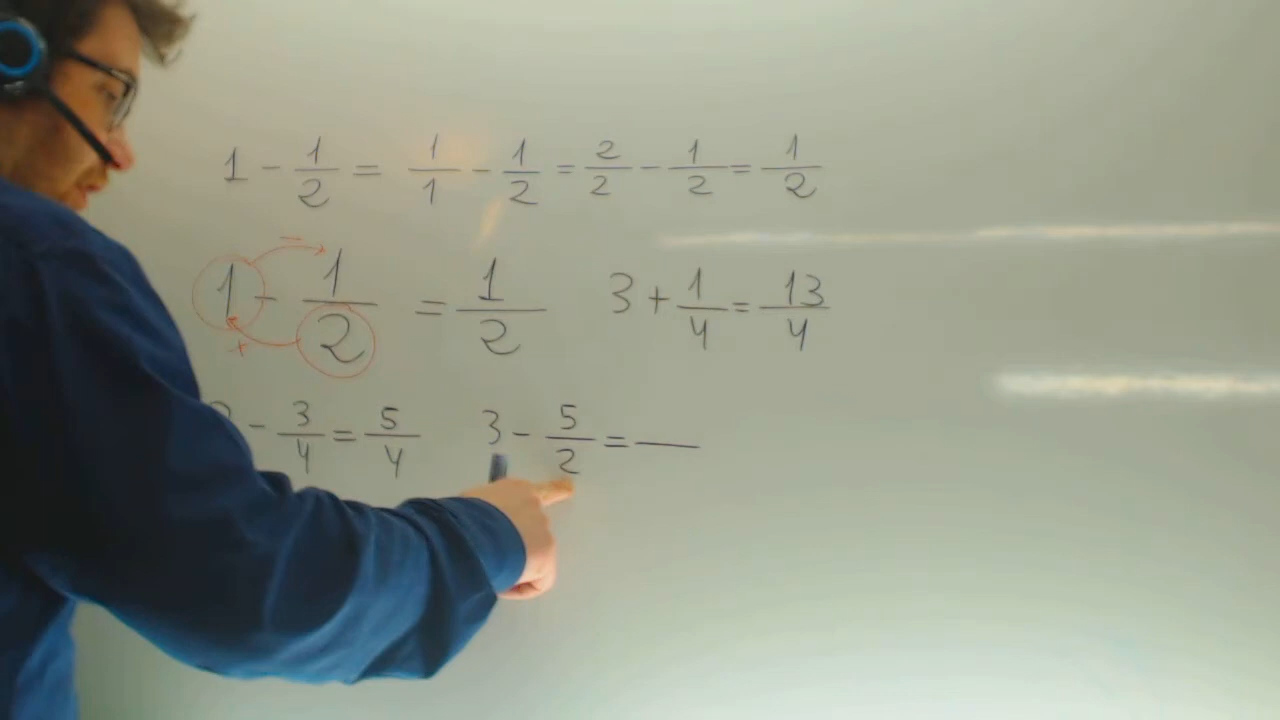 1 - 1/2 = 1/1 - 1/2 = 2/2 - 1/2 = 1/2
1 - 1/2 = 1/2    3 + 1/4 = 13/4
- +
- 3/4 = 5/4    3 - 5/2 =